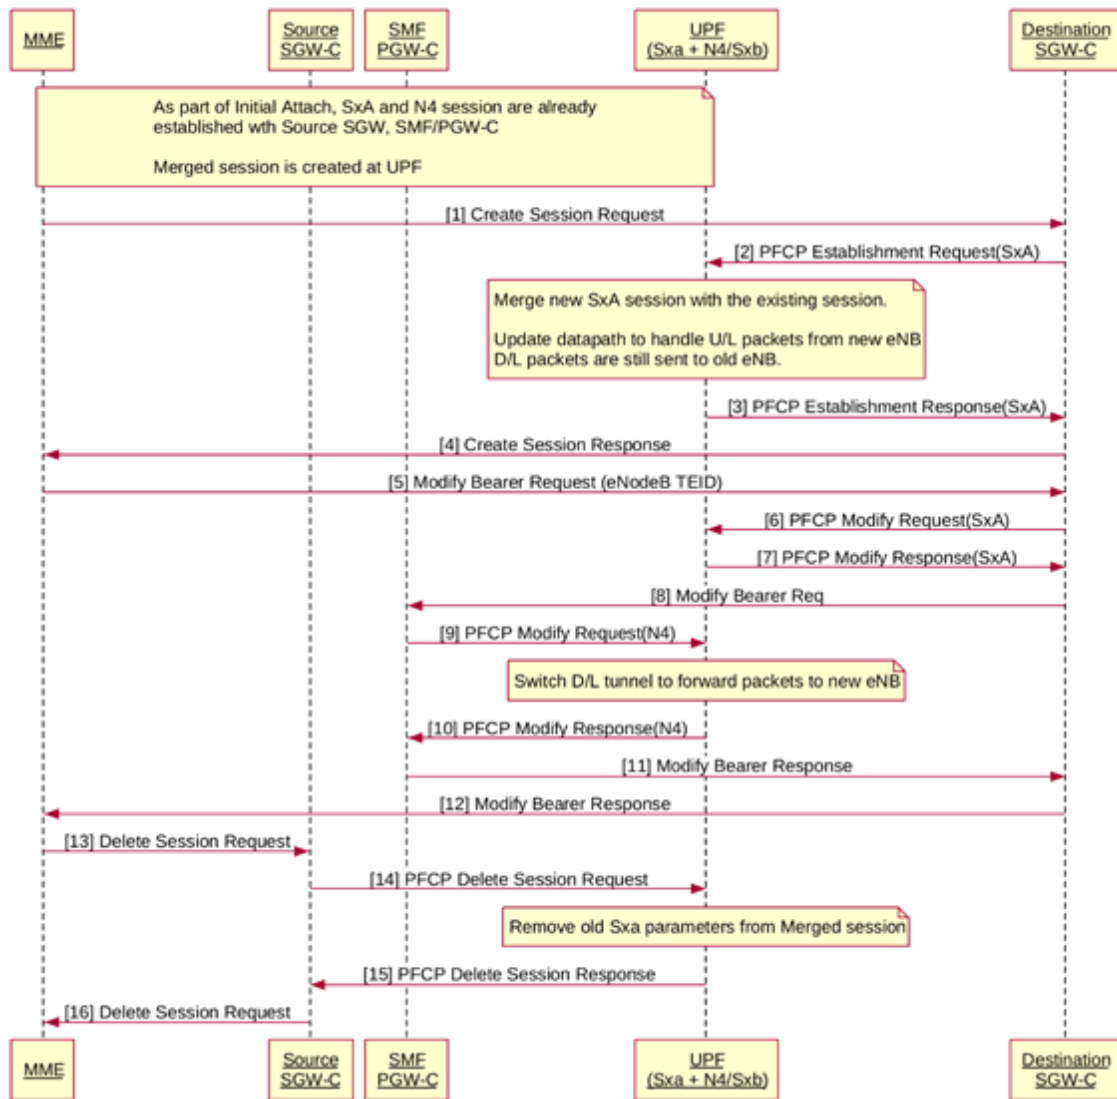 MME
Source
SGW-C
SMF
PGW-C
UPF
(Sxa + N4/Sxb)
Destination
SGW-C
As part of Initial Attach, SxA and N4 session are already
established wth Source SGW, SMF/PGW-C
Merged session is created at UPF
[1] Create Session Request
[2] PFCP Establishment Request(SxA)
Merge new SxA session with the existing session.
Update datapath to handle U/L packets from new eNB
D/L packets are still sent to old eNB.
[3] PFCP Establishment Response(SxA)
[4] Create Session Response
[5] Modify Bearer Request (eNodeB TEID)
[6] PFCP Modify Request(SxA)
[7] PFCP Modify Response(SxA)
[8] Modify Bearer Req
[9] PFCP Modify Request(N4)
Switch D/L tunnel to forward packets to new eNB
[10] PFCP Modify Response(N4)
[11] Modify Bearer Response
[12] Modify Bearer Response
[13] Delete Session Request
[14] PFCP Delete Session Request
Remove old Sxa parameters from Merged session
[15] PFCP Delete Session Response
[16] Delete Session Request
MME
Source
SGW-C
SMF
PGW-C
UPF
(Sxa + N4/Sxb)
Destination
SGW-C